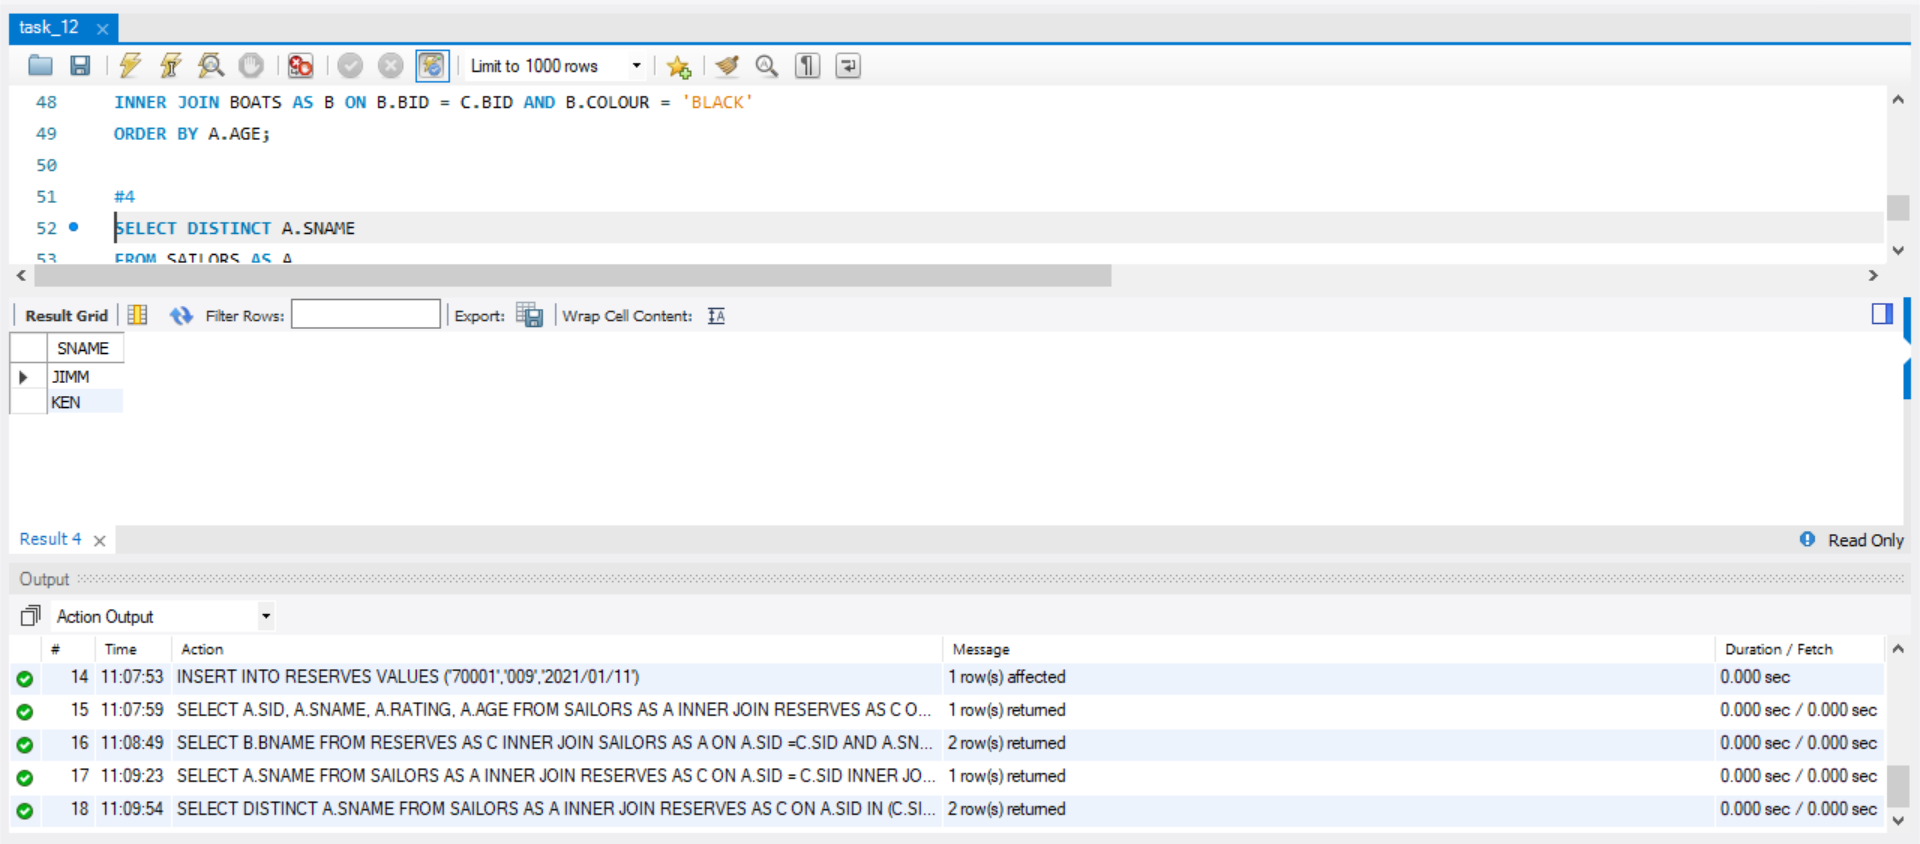 task_12
Limit to 1000 rows
48 INNER JOIN BOATS AS B ON B.BID = C.BID AND B.COLOUR = 'BLACK'
49 ORDER BY A.AGE;
50
51 #4
52 SELECT DISTINCT A.SNAME
53 FROM SAILORS AS A
Result Grid Filter Rows: Export: Wrap Cell Content:
SNAME
JIMM
KEN
Result 4 Read Only
Output
Action Output
# Time Action Message Duration / Fetch
14 11:07:53 INSERT INTO RESERVES VALUES ('70001','009','2021/01/11') 1 row(s) affected 0.000 sec
15 11:07:59 SELECT A.SID, A.SNAME, A.RATING, A.AGE FROM SAILORS AS A INNER JOIN RESERVES AS C O... 1 row(s) returned 0.000 sec / 0.000 sec
16 11:08:49 SELECT B.BNAME FROM RESERVES AS C INNER JOIN SAILORS AS A ON A.SID =C.SID AND A.SN... 2 row(s) returned 0.000 sec / 0.000 sec
17 11:09:23 SELECT A.SNAME FROM SAILORS AS A INNER JOIN RESERVES AS C ON A.SID = C.SID INNER JO... 1 row(s) returned 0.000 sec / 0.000 sec
18 11:09:54 SELECT DISTINCT A.SNAME FROM SAILORS AS A INNER JOIN RESERVES AS C ON A.SID IN (C.SI... 2 row(s) returned 0.000 sec / 0.000 sec